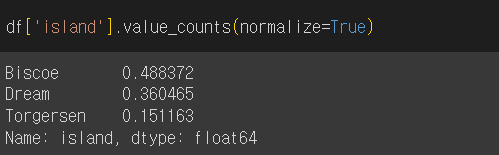 df['island'].value_counts(normalize=True)
Biscoe 0.488372
Dream 0.360465
Torgersen 0.151163
Name: island, dtype: float64